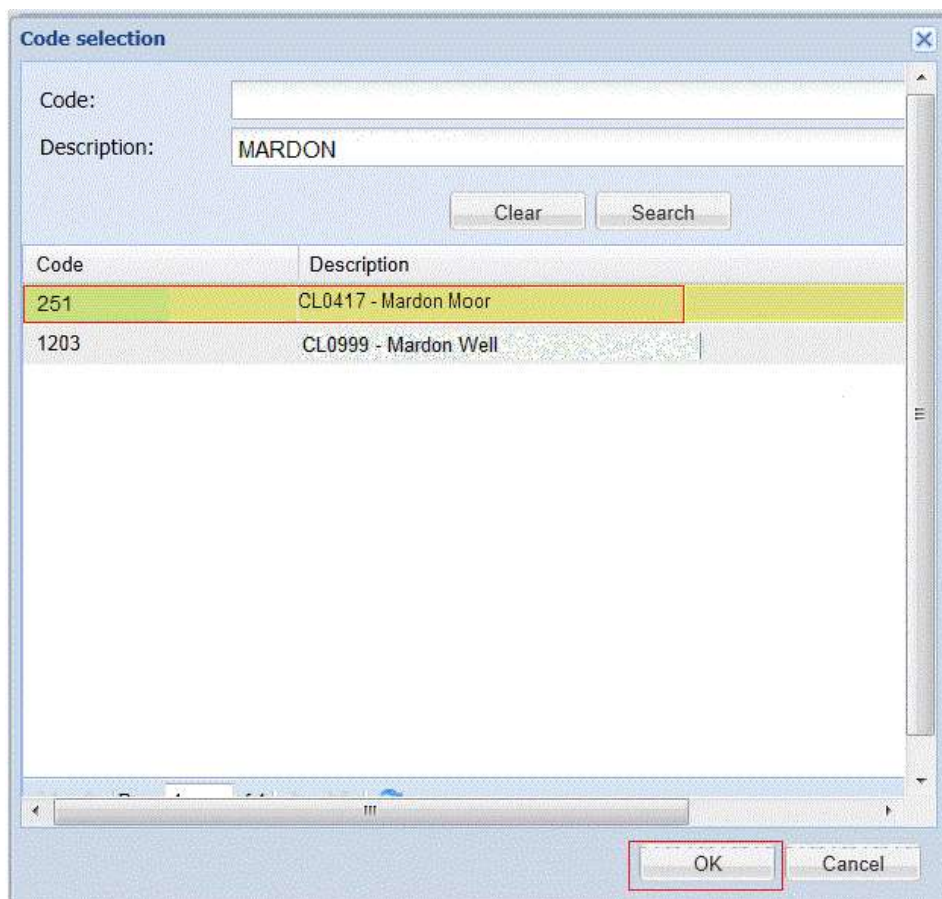 Code selection
Code:
Description: MARDON
Clear Search
Code Description
251 CL0417 - Mardon Moor
1203 CL0999 - Mardon Well
OK Cancel